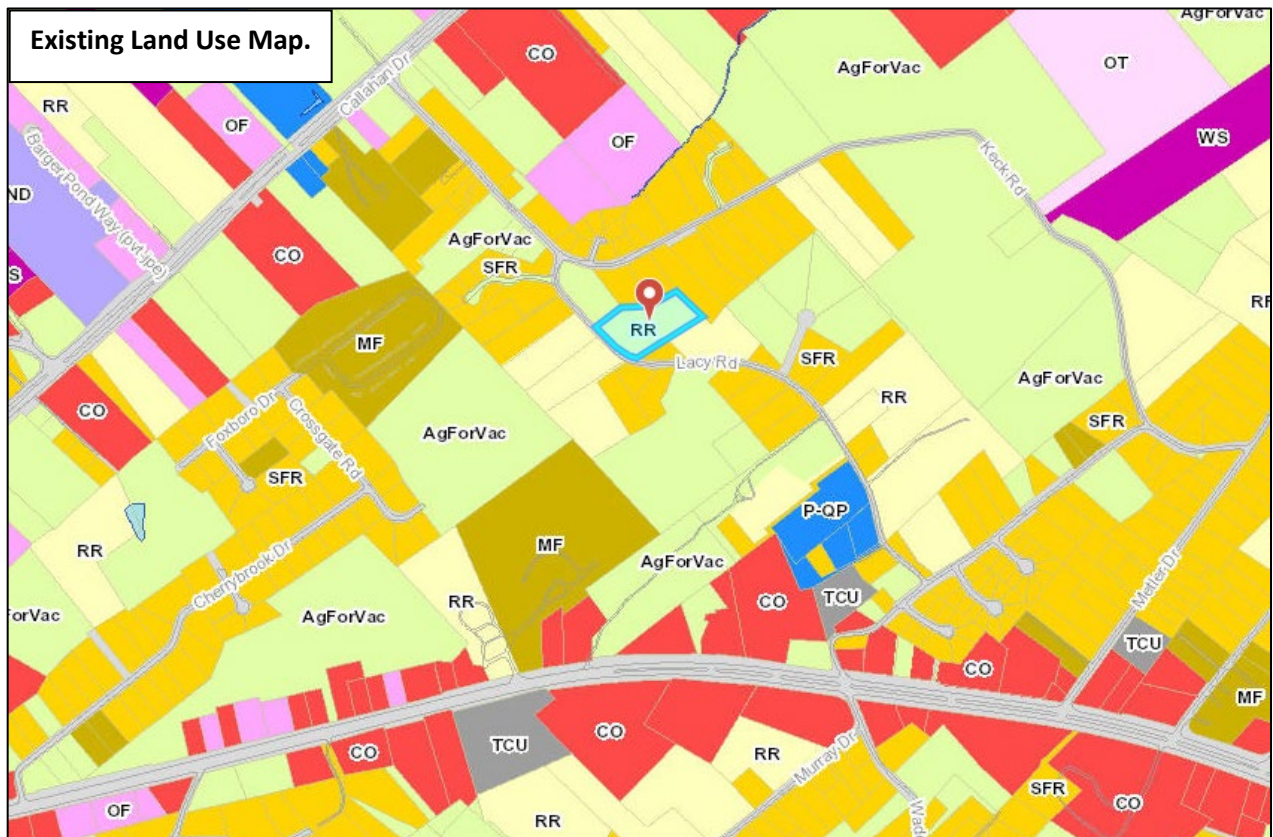 Existing Land Use Map.
AgForVac
CO
AgForVac
OT
Callahan Dr
RR
OF
OF
WS
Keck Rd
Barger Pond Way (pvt-jpe)
ND
AgForVac
CO
SFR
S
RR
MF
Lacy Rd
SFR
AgForVac
RR
CO
Foxboro Dr
Crossgate Rd
AgForVac
SFR
SFR
P-QP
RR
MF
AgForVac
Cherrybrook Dr
Metler Dr
RR
TCU
ForVac
AgForVac
CO
TCU
CO
MF
CO
TCU
CO
RR
Murray Dr
SFR
CO
OF
RR
Wad